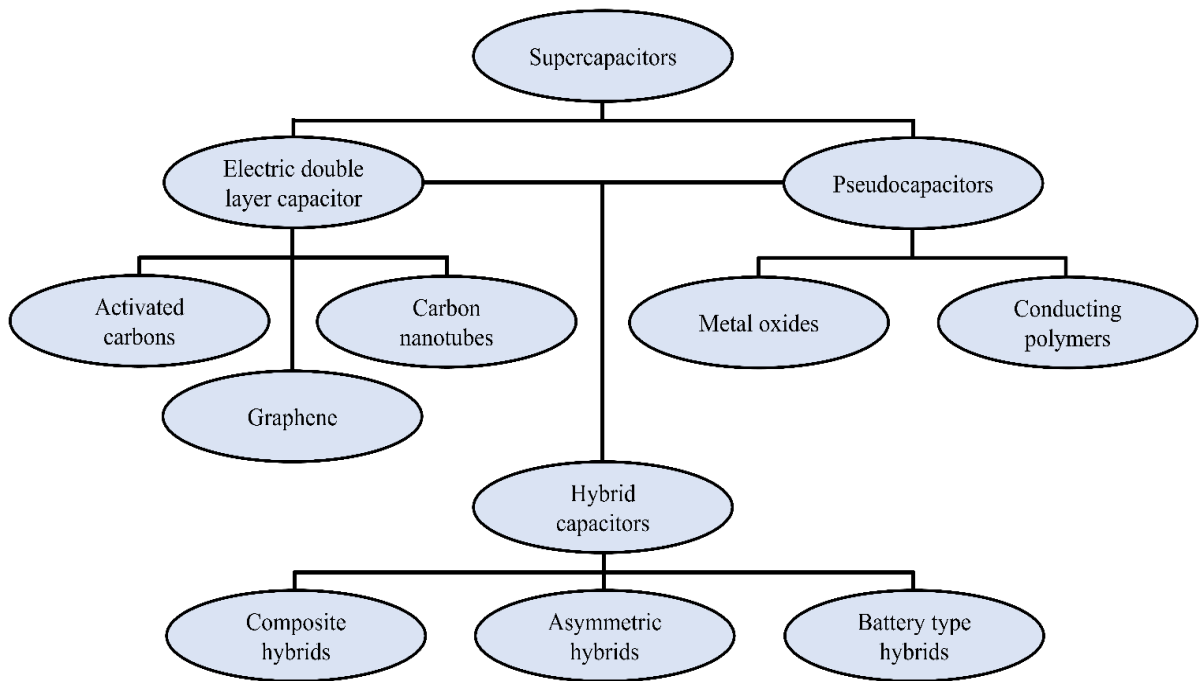 Supercapacitors
Electric double
layer capacitor
Pseudocapacitors
Activated
carbons
Carbon
nanotubes
Metal oxides
Conducting
polymers
Graphene
Hybrid
capacitors
Composite
hybrids
Asymmetric
hybrids
Battery type
hybrids